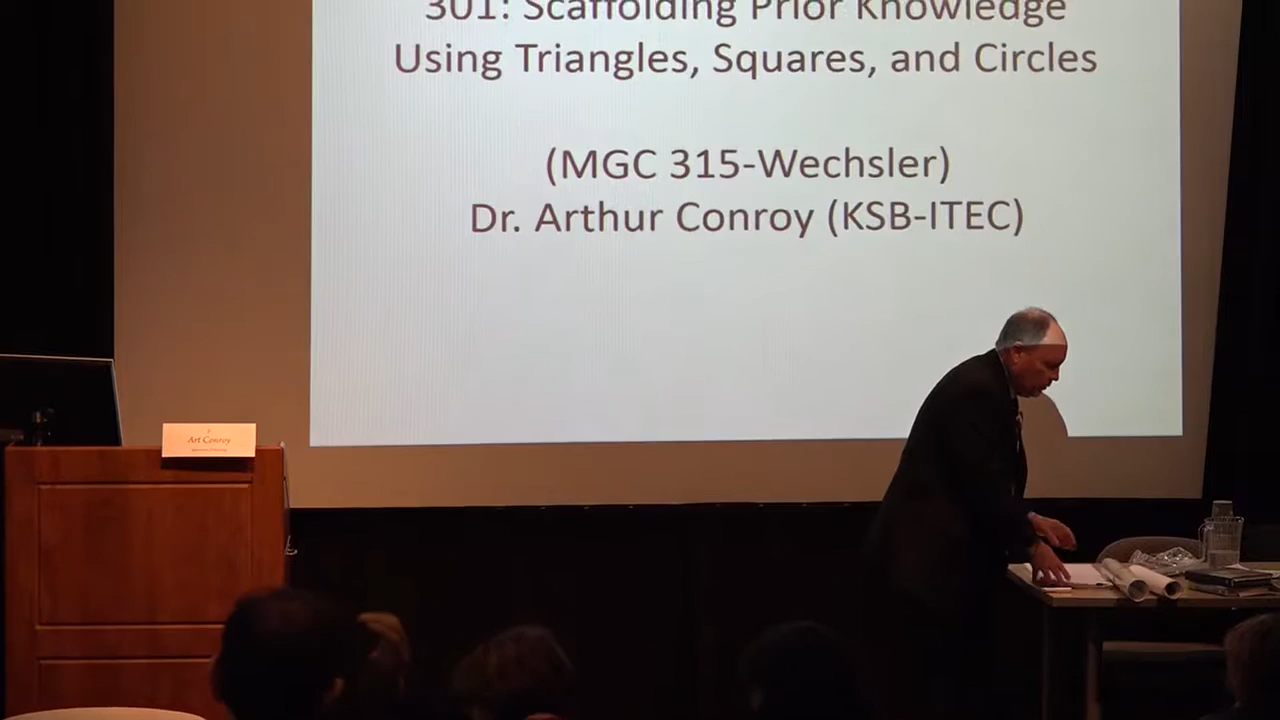 301: Scaffolding Prior Knowledge
Using Triangles, Squares, and Circles
(MGC 315-Wechsler)
Dr. Arthur Conroy (KSB-ITEC)
Art Conroy